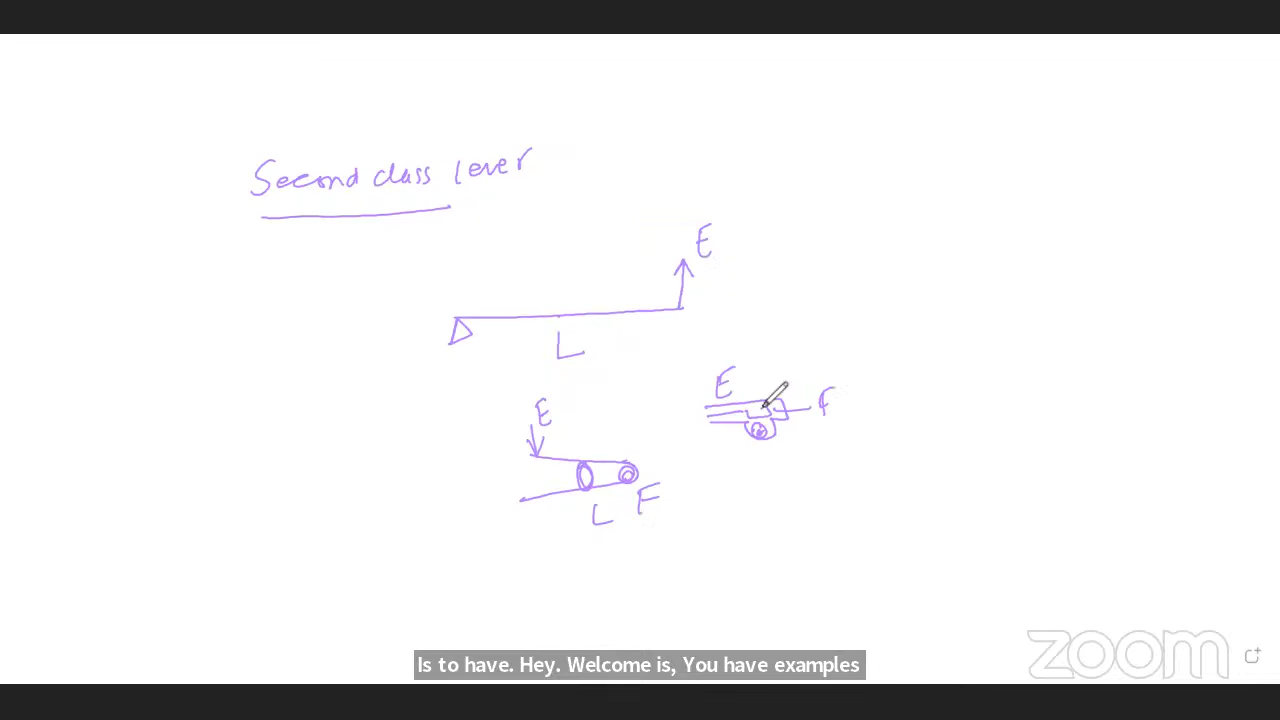 Second class lever
E
L
E
F
E
F
L
Is to have. Hey. Welcome is, You have examples
zoom